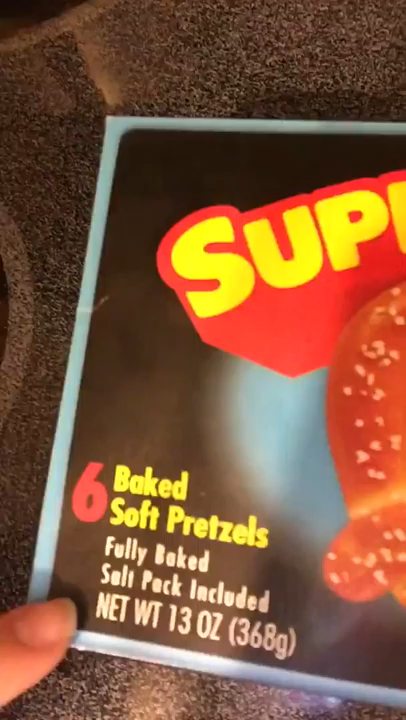 SUP
6 Baked
Soft Pretzels
Fully Baked
Salt Pack Included
NET WT 13 OZ (368g)